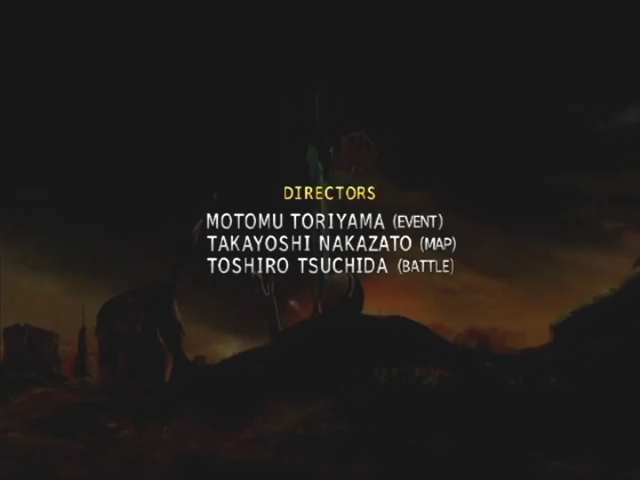 DIRECTORS
MOTOMU TORIYAMA (EVENT)
TAKAYOSHI NAKAZATO (MAP)
TOSHIRO TSUCHIDA (BATTLE)